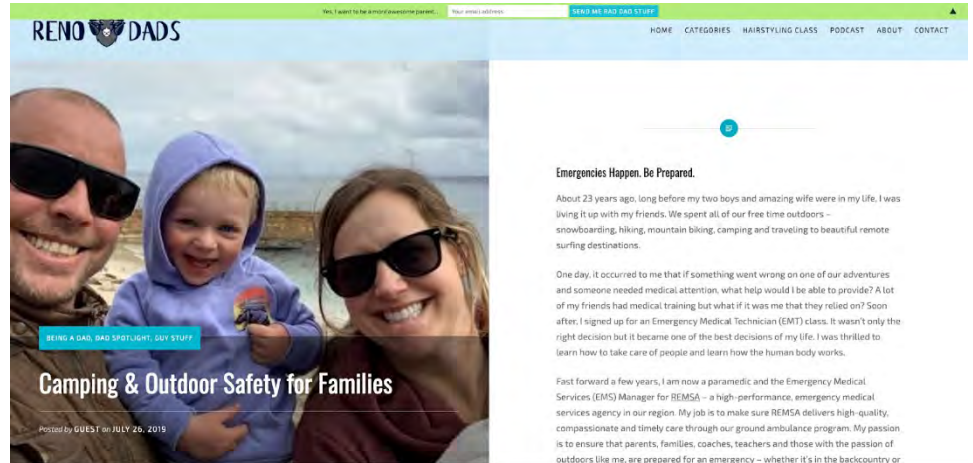 Yes, I want to be a more awesome parent...
Your email address
SEND ME RAD DAD STUFF
RENO DADS
HOME CATEGORIES HAIRSTYLING CLASS PODCAST ABOUT CONTACT
Emergencies Happen. Be Prepared.
About 23 years ago, long before my two boys and amazing wife were in my life, I was
living it up with my friends. We spent all of our free time outdoors –
snowboarding, hiking, mountain biking, camping and traveling to beautiful remote
surfing destinations.
One day, it occurred to me that if something went wrong on one of our adventures
and someone needed medical attention, what help would I be able to provide? A lot
of my friends had medical training but what if it was me that they relied on? Soon
after, I signed up for an Emergency Medical Technician (EMT) class. It wasn't only the
right decision but it became one of the best decisions of my life. I was thrilled to
learn how to take care of people and learn how the human body works.
Fast forward a few years, I am now a paramedic and the Emergency Medical
Services (EMS) Manager for REMSA – a high-performance, emergency medical
services agency in our region. My job is to make sure REMSA delivers high-quality,
compassionate and timely care through our ground ambulance program. My passion
is to ensure that parents, families, coaches, teachers and those with the passion of
outdoors like me, are prepared for an emergency – whether it's in the backcountry or
BEING A DAD, DAD SPOTLIGHT, GUY STUFF
Camping & Outdoor Safety for Families
Posted by GUEST on JULY 26, 2019